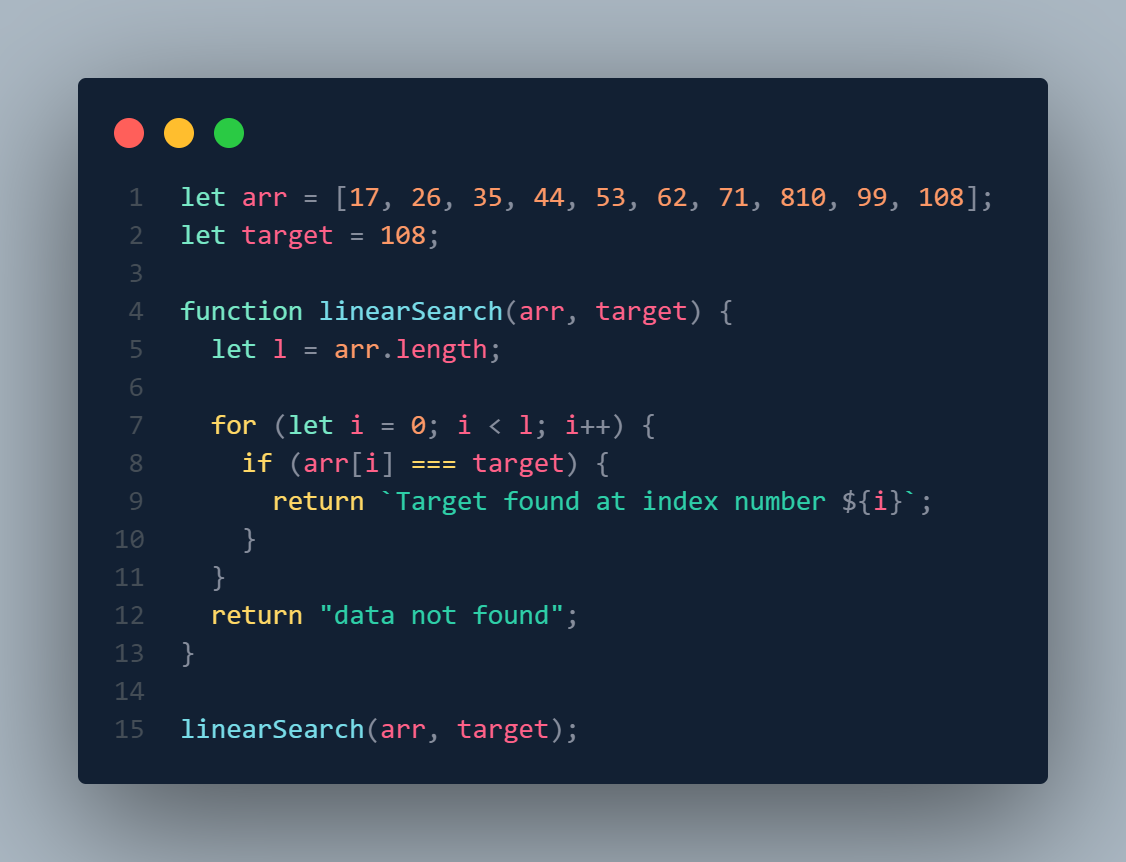 1 let arr = [17, 26, 35, 44, 53, 62, 71, 810, 99, 108];
2 let target = 108;
3
4 function linearSearch(arr, target) {
5   let l = arr.length;
6
7   for (let i = 0; i < l; i++) {
8     if (arr[i] === target) {
9       return `Target found at index number ${i}`;
10     }
11   }
12   return "data not found";
13 }
14
15 linearSearch(arr, target);